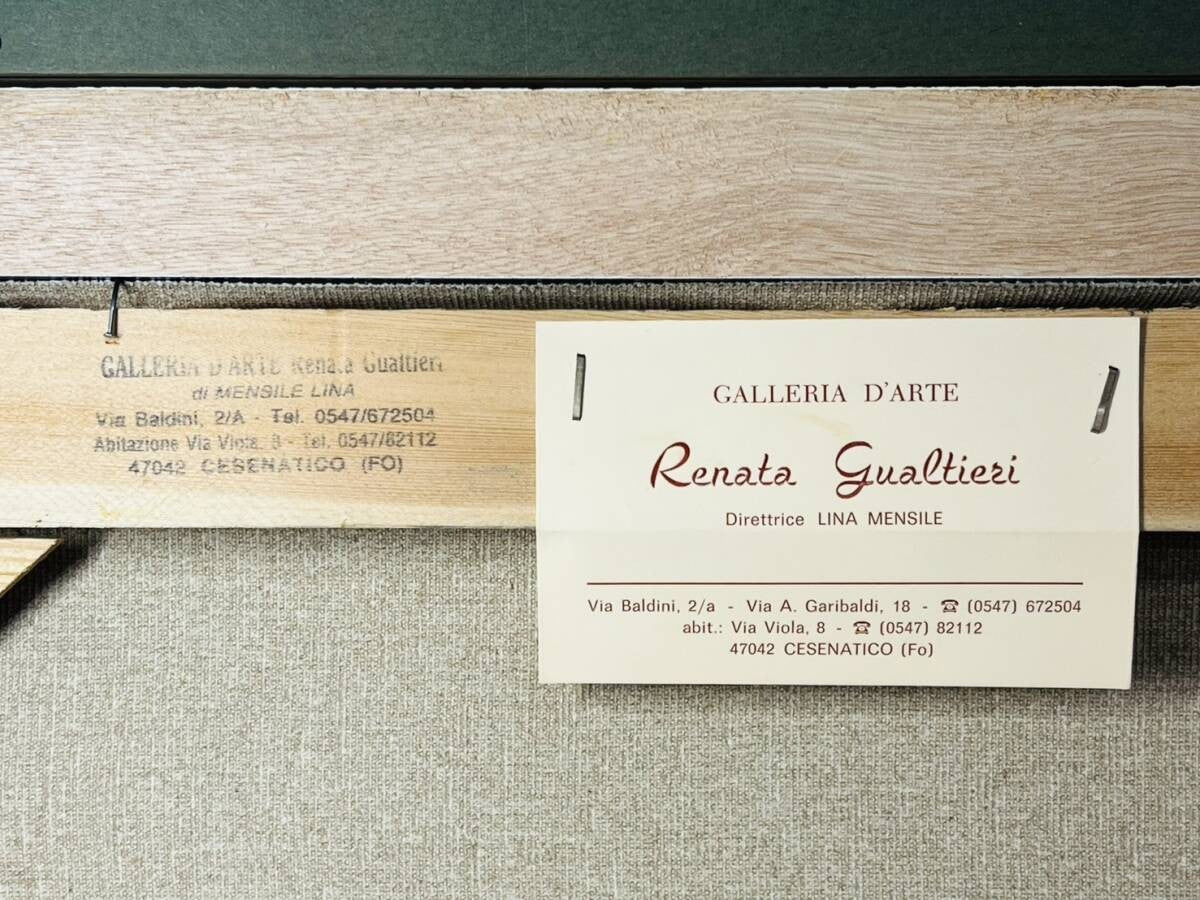 GALLERIA D'ARTE Renata Gualtieri
di MENSILE LINA
Via Baldini, 2/A - Tel. 0547/672504
Abitazione Via Viola, 8 - Tel. 0547/82112
47042 CESENATICO (FO)
GALLERIA D'ARTE
Renata Gualtieri
Direttrice LINA MENSILE
Via Baldini, 2/a - Via A. Garibaldi, 18 - ☎ (0547) 672504
abit.: Via Viola, 8 - ☎ (0547) 82112
47042 CESENATICO (Fo)